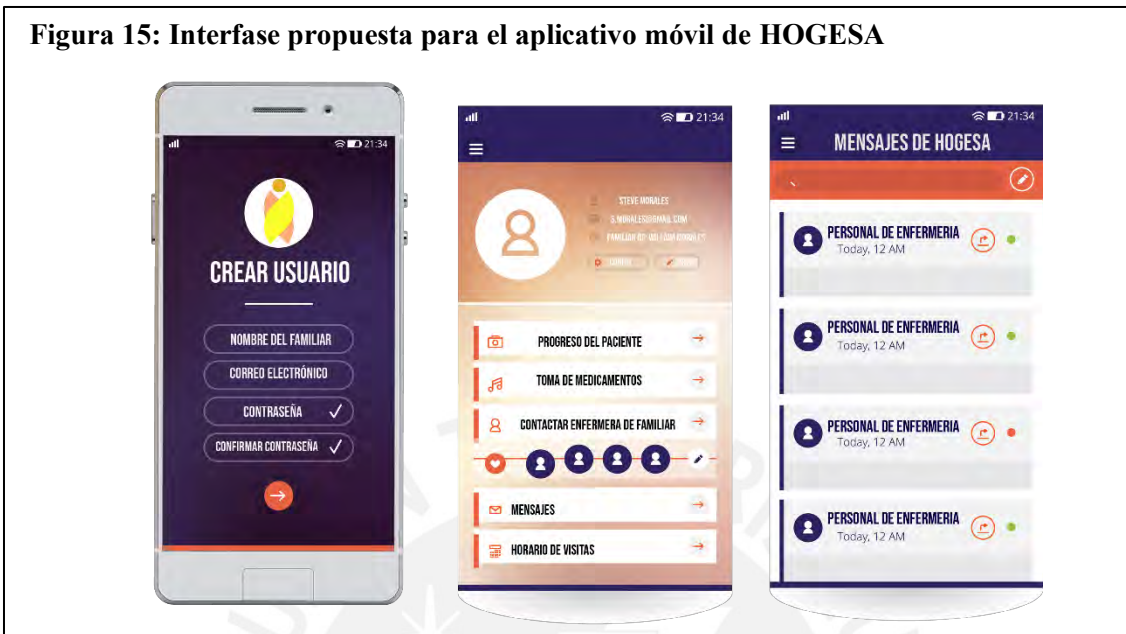 Figura 15: Interfase propuesta para el aplicativo móvil de HOGESA
21:34
CREAR USUARIO
NOMBRE DEL FAMILIAR
CORREO ELECTRÓNICO
CONTRASEÑA
CONFIRMAR CONTRASEÑA
21:34
STEVE MORALES
S.MORALES@GMAIL.COM
PROGRESO DEL PACIENTE
TOMA DE MEDICAMENTOS
CONTACTAR ENFERMERA DE FAMILIAR
MENSAJES
HORARIO DE VISITAS
21:34
MENSAJES DE HOGESA
PERSONAL DE ENFERMERIA
Today, 12 AM
PERSONAL DE ENFERMERIA
Today, 12 AM
PERSONAL DE ENFERMERIA
Today, 12 AM
PERSONAL DE ENFERMERIA
Today, 12 AM